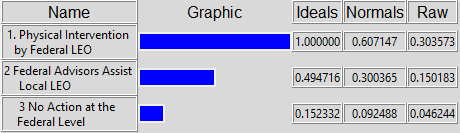 Name Graphic Ideals Normals Raw
1. Physical Intervention
by Federal LEO 1.000000 0.607147 0.303573
2 Federal Advisors Assist
Local LEO 0.494716 0.300365 0.150183
3 No Action at the
Federal Level 0.152332 0.092488 0.046244